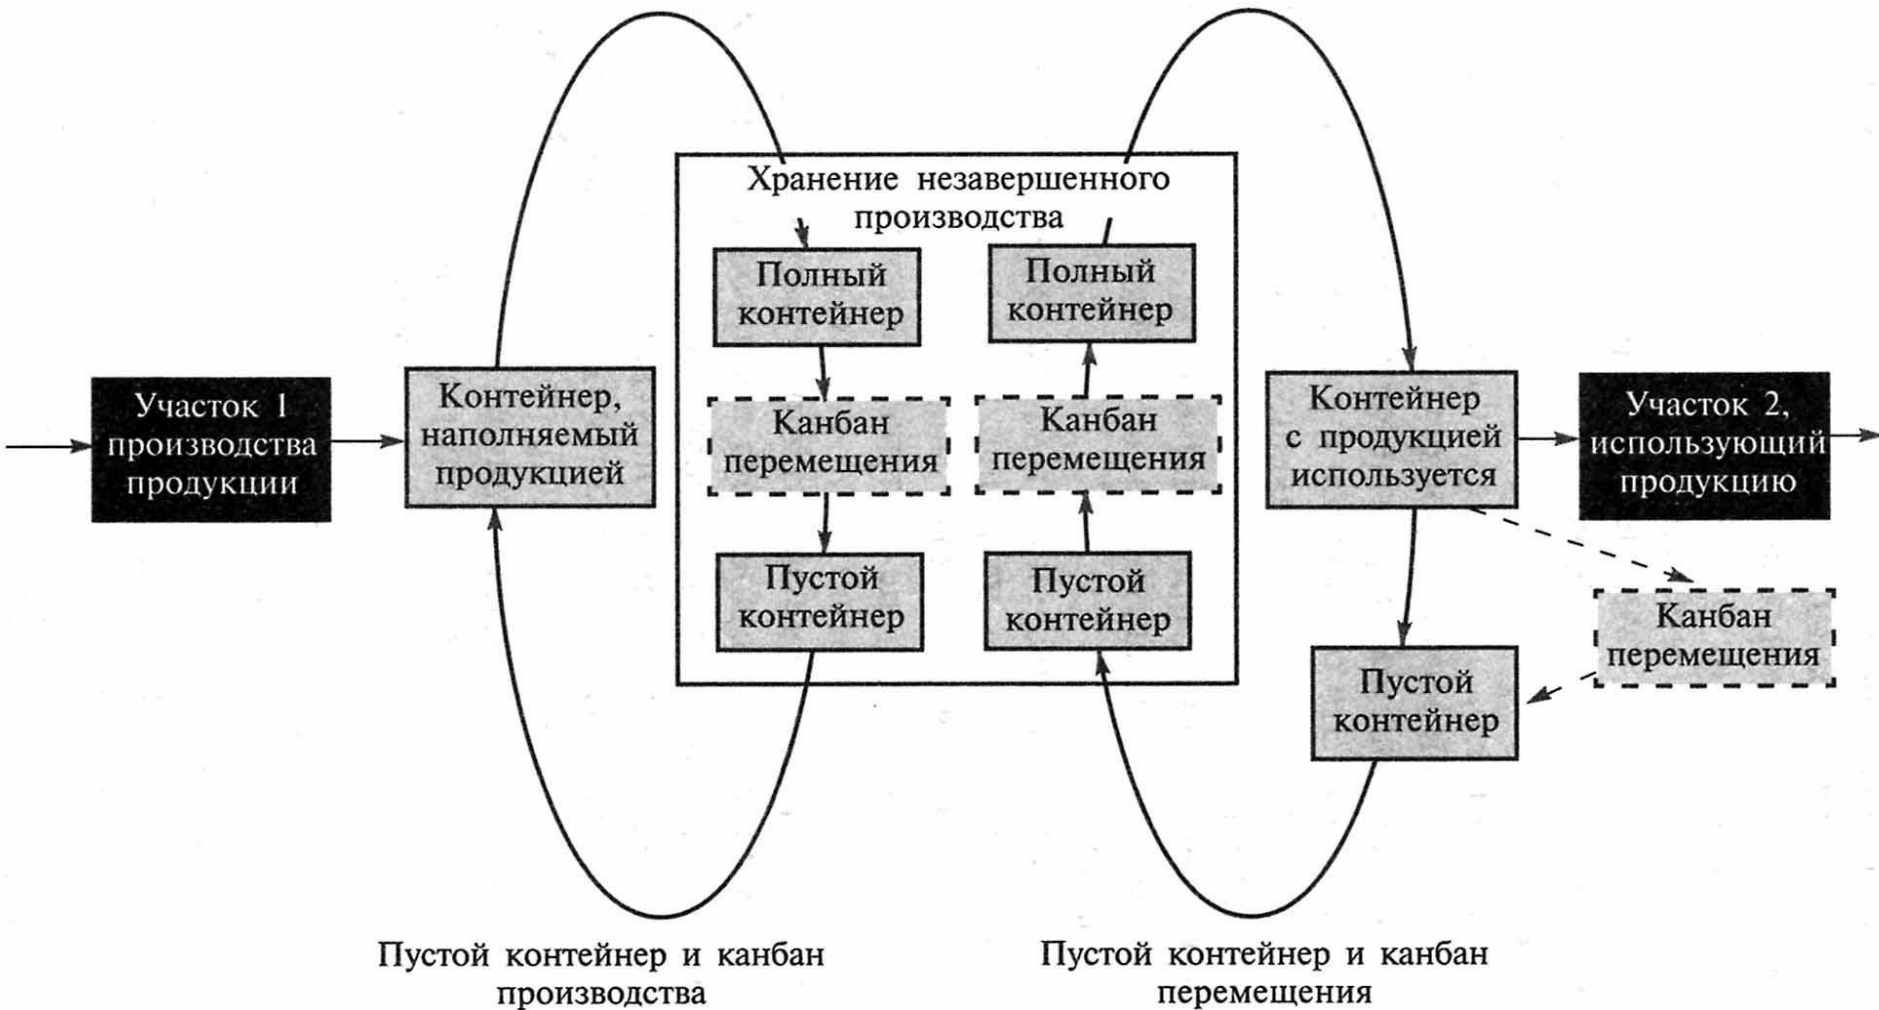 Хранение незавершенного
производства
Полный
контейнер
Полный
контейнер
Участок 1
производства
продукции
Контейнер,
наполняемый
продукцией
Канбан
перемещения
Канбан
перемещения
Контейнер
с продукцией
используется
Участок 2,
использующий
продукцию
Пустой
контейнер
Пустой
контейнер
Канбан
перемещения
Пустой
контейнер
Пустой контейнер и канбан
производства
Пустой контейнер и канбан
перемещения